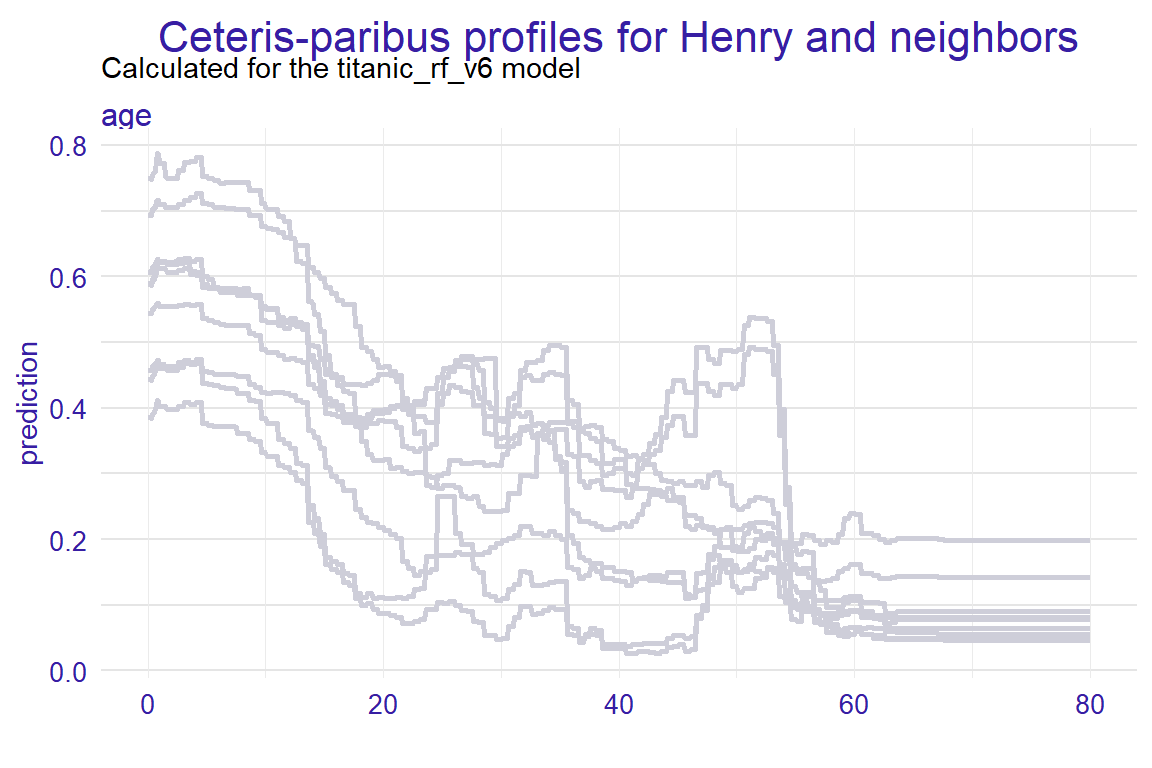 Ceteris-paribus profiles for Henry and neighbors
Calculated for the titanic_rf_v6 model
age
0.8
0.6
0.4
0.2
0.0
prediction
0 20 40 60 80